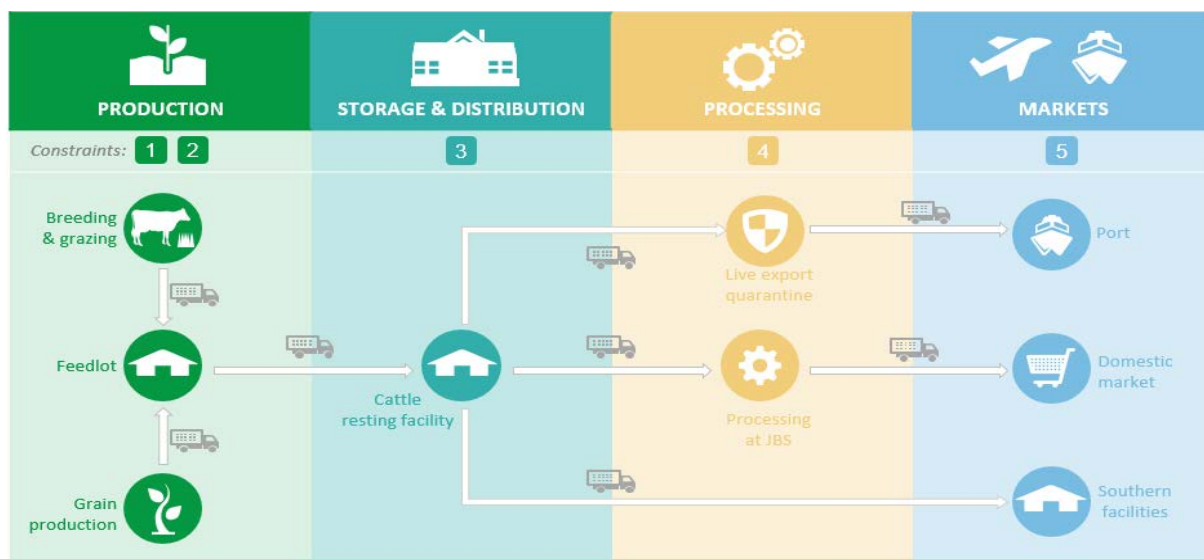 PRODUCTION
STORAGE & DISTRIBUTION
PROCESSING
MARKETS
Constraints: 1 2
3
4
5
Breeding
& grazing
Port
Live export
quarantine
Feedlot
Cattle
resting facility
Processing
at JBS
Domestic
market
Grain
production
Southern
facilities